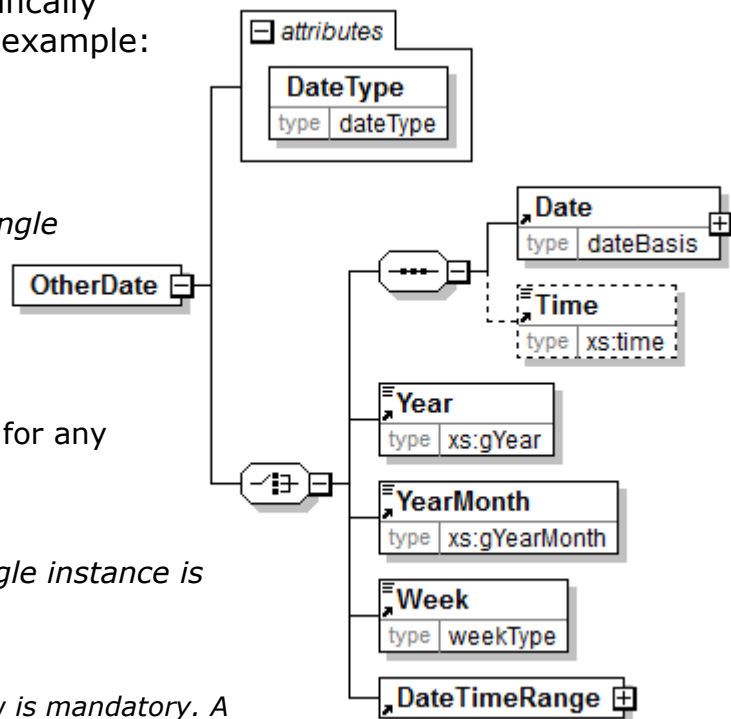 ifically
example:
attributes
DateType
type dateType
ngle
Date
type dateBasis
OtherDate
Time
type xs:time
for any
Year
type xs:gYear
YearMonth
type xs:gYearMonth
gle instance is
Week
type weekType
DateTimeRange
is mandatory. A